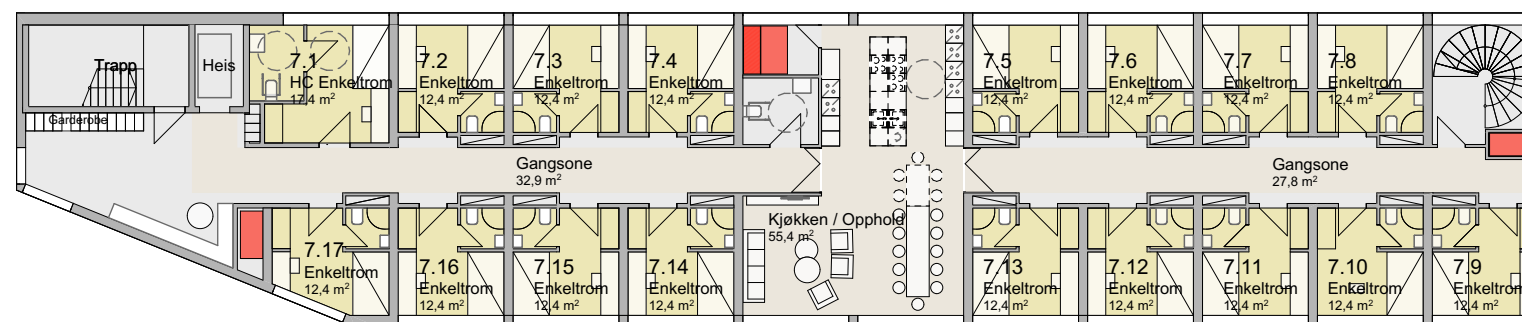 Trapp
Heis
Garderobe
7.1
HC Enkeltrom
17,4 m²
7.2
Enkeltrom
12,4 m²
7.3
Enkeltrom
12,4 m²
7.4
Enkeltrom
12,4 m²
7.5
Enkeltrom
12,4 m²
7.6
Enkeltrom
12,4 m²
7.7
Enkeltrom
12,4 m²
7.8
Enkeltrom
12,4 m²
Gangsone
32,9 m²
Gangsone
27,8 m²
Kjøkken / Opphold
55,4 m²
7.17
Enkeltrom
12,4 m²
7.16
Enkeltrom
12,4 m²
7.15
Enkeltrom
12,4 m²
7.14
Enkeltrom
12,4 m²
7.13
Enkeltrom
12,4 m²
7.12
Enkeltrom
12,4 m²
7.11
Enkeltrom
12,4 m²
7.10
Enkeltrom
12,4 m²
7.9
Enkeltrom
12,4 m²